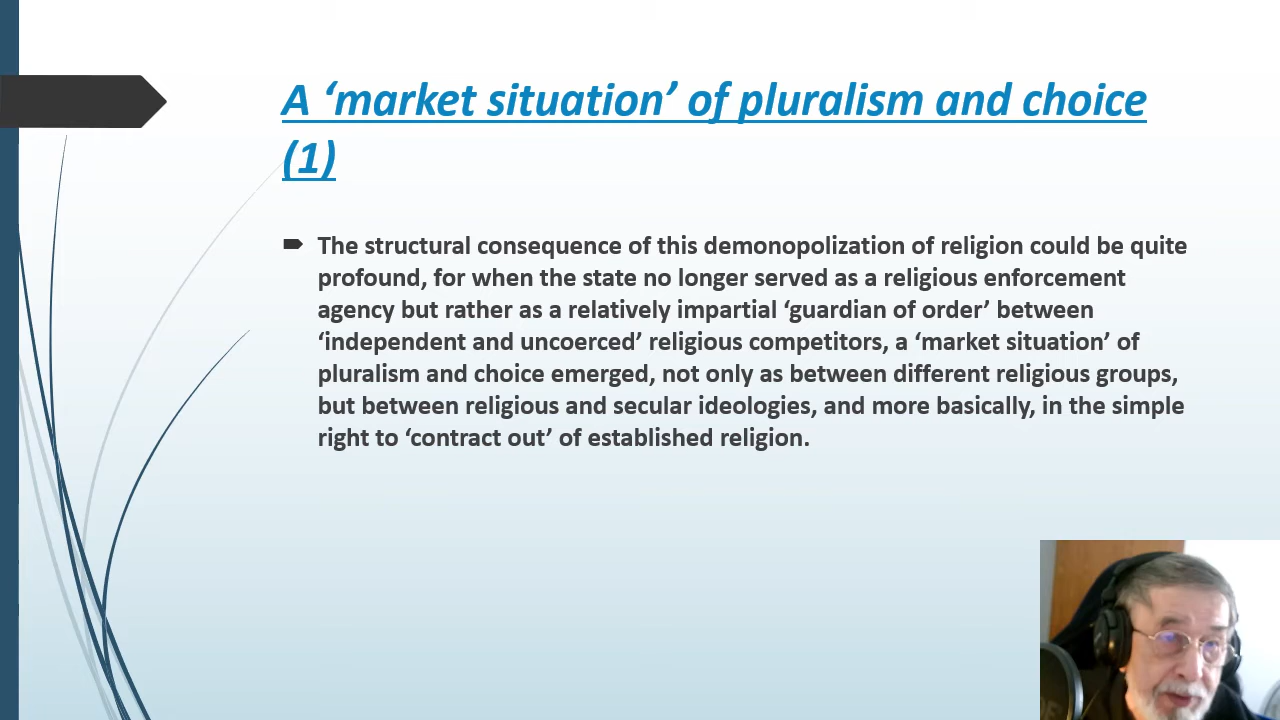 A ‘market situation’ of pluralism and choice
(1)
The structural consequence of this demonopolization of religion could be quite
profound, for when the state no longer served as a religious enforcement
agency but rather as a relatively impartial ‘guardian of order’ between
‘independent and uncoerced’ religious competitors, a ‘market situation’ of
pluralism and choice emerged, not only as between different religious groups,
but between religious and secular ideologies, and more basically, in the simple
right to ‘contract out’ of established religion.